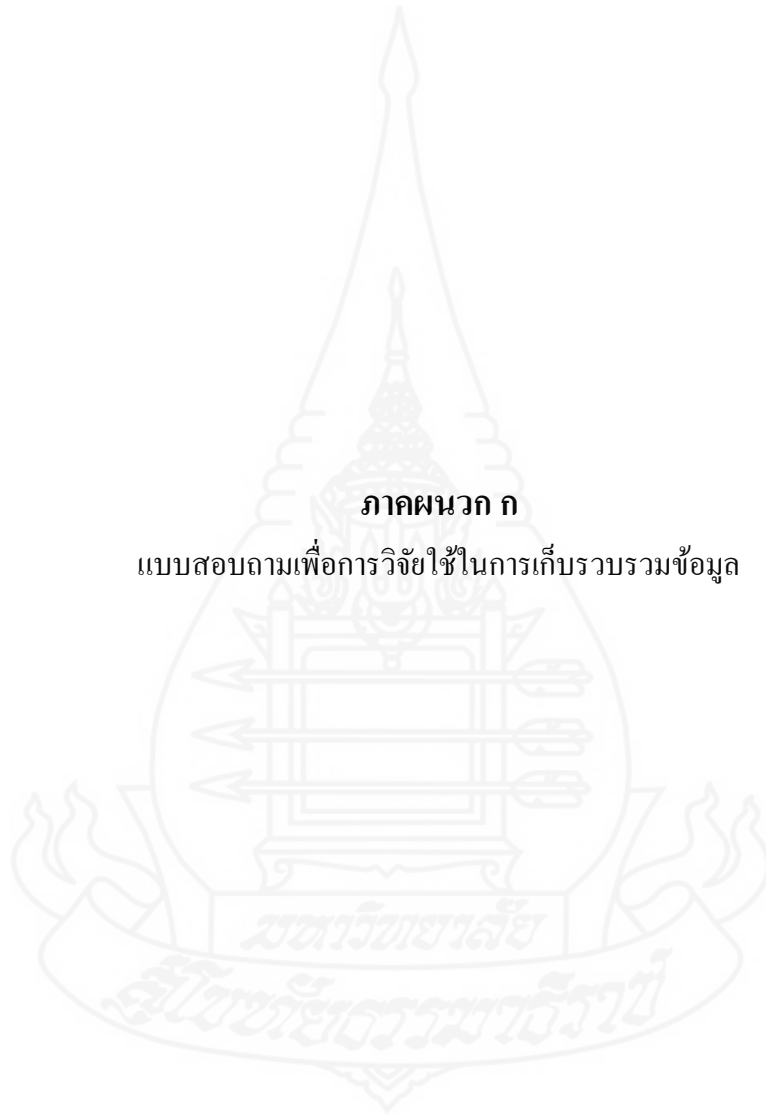 ภาคผนวก ก
แบบสอบถามเพื่อการวิจัยใช้ในการเก็บรวบรวมข้อมูล
มหาวิทยาลัย
สุโขทัยธรรมาธิราช